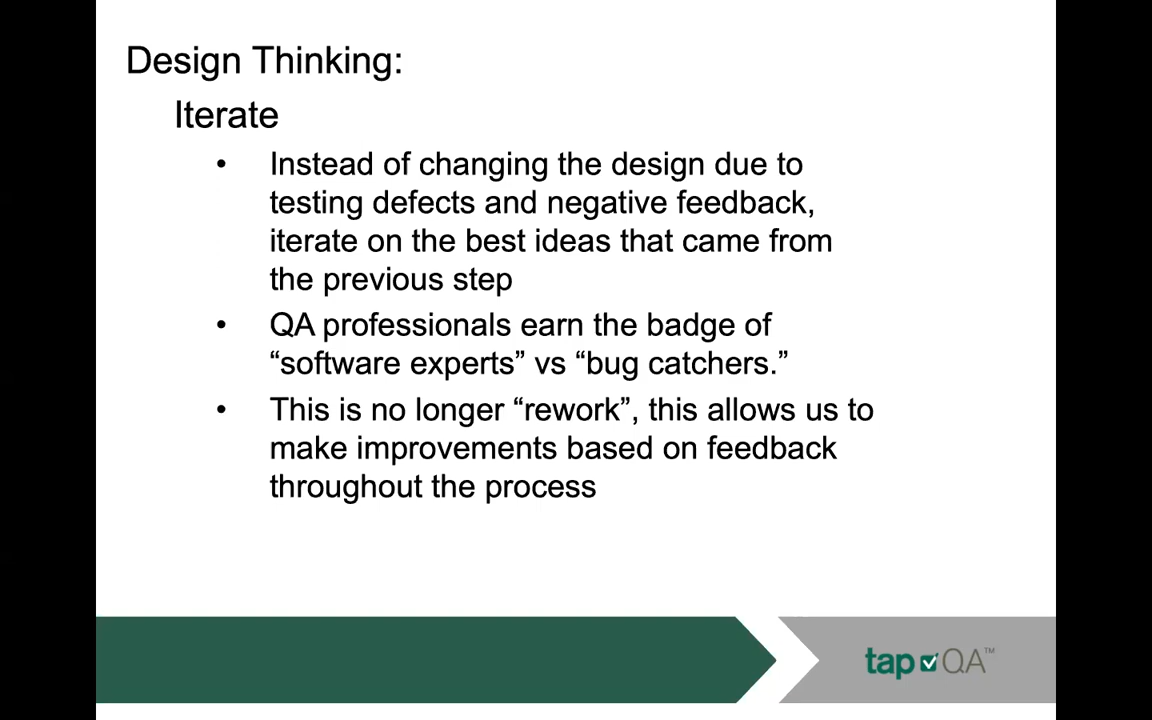 Design Thinking:
Iterate
• Instead of changing the design due to
testing defects and negative feedback,
iterate on the best ideas that came from
the previous step
• QA professionals earn the badge of
“software experts” vs “bug catchers.”
• This is no longer “rework”, this allows us to
make improvements based on feedback
throughout the process
tap QA™